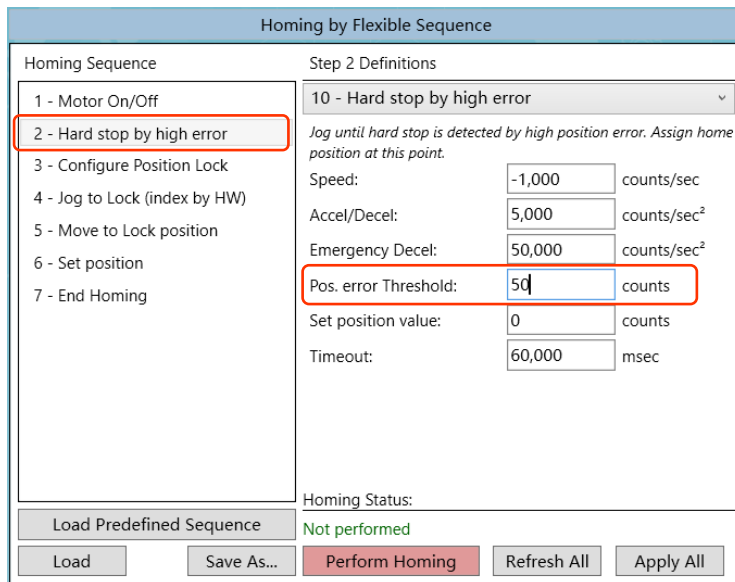 Homing by Flexible Sequence
Homing Sequence
1 - Motor On/Off
2 - Hard stop by high error
3 - Configure Position Lock
4 - Jog to Lock (index by HW)
5 - Move to Lock position
6 - Set position
7 - End Homing
Load Predefined Sequence
Load
Save As...
Step 2 Definitions
10 - Hard stop by high error
Jog until hard stop is detected by high position error. Assign home
position at this point.
Speed: -1,000 counts/sec
Accel/Decel: 5,000 counts/sec²
Emergency Decel: 50,000 counts/sec²
Pos. error Threshold: 50 counts
Set position value: 0 counts
Timeout: 60,000 msec
Homing Status:
Not performed
Perform Homing
Refresh All
Apply All